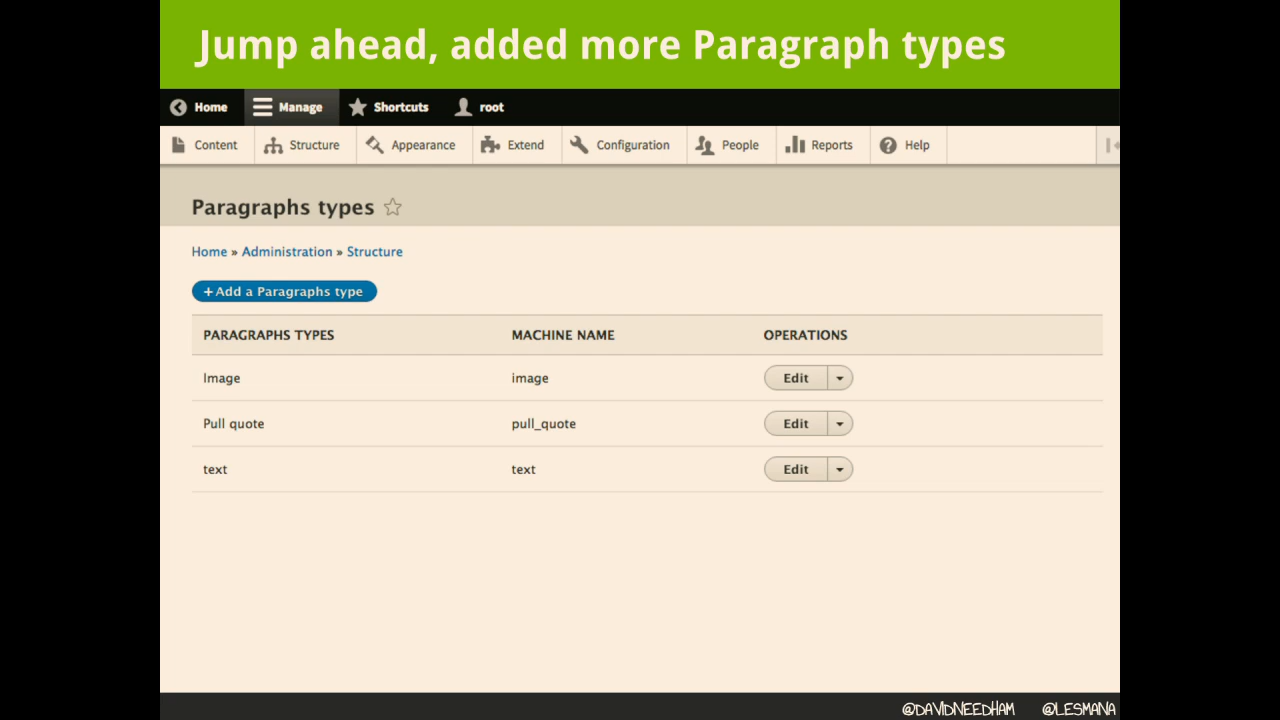 Jump ahead, added more Paragraph types
Home Manage Shortcuts root
Content Structure Appearance Extend Configuration People Reports Help
Paragraphs types
Home » Administration » Structure
+Add a Paragraphs type
PARAGRAPHS TYPES MACHINE NAME OPERATIONS
Image image Edit
Pull quote pull_quote Edit
text text Edit
@DAVIDNEEDHAM @LESMANA